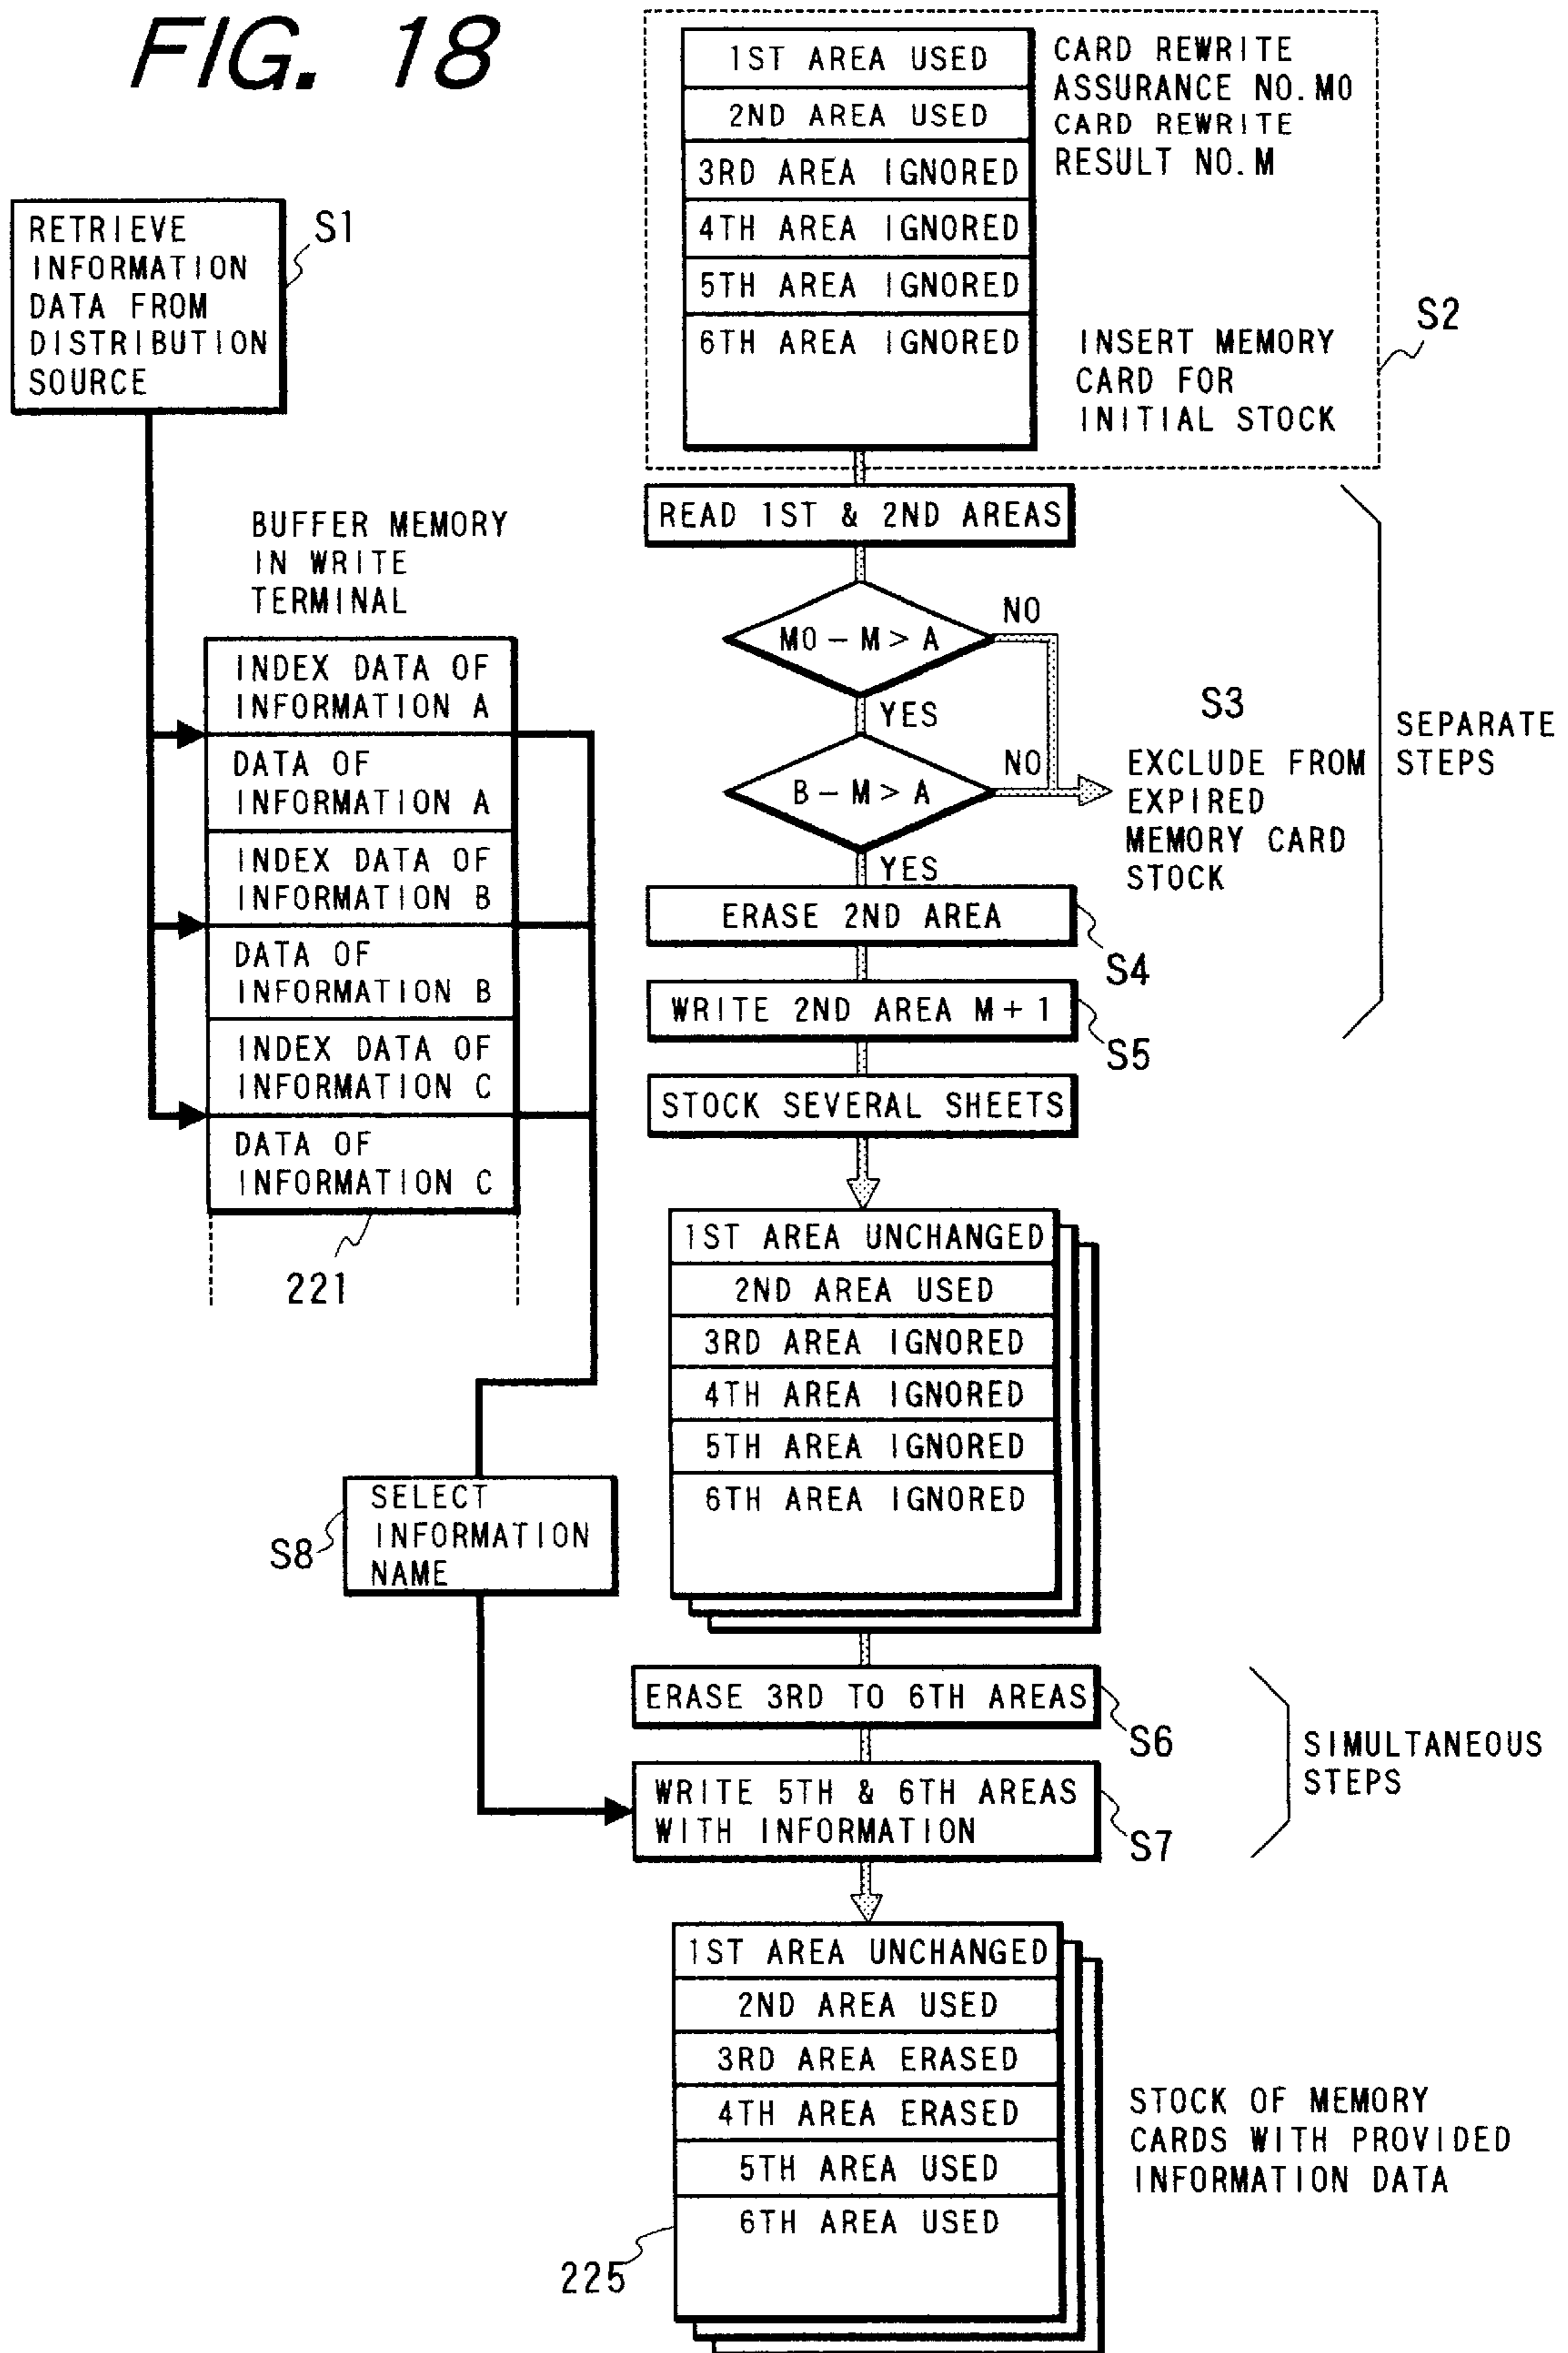 FIG. 18
1ST AREA USED
2ND AREA USED
3RD AREA IGNORED
4TH AREA IGNORED
5TH AREA IGNORED
6TH AREA IGNORED
CARD REWRITE
ASSURANCE NO. M0
CARD REWRITE
RESULT NO. M
INSERT MEMORY
CARD FOR
INITIAL STOCK
S2
RETRIEVE
INFORMATION
DATA FROM
DISTRIBUTION
SOURCE
S1
BUFFER MEMORY
IN WRITE
TERMINAL
INDEX DATA OF
INFORMATION A
DATA OF
INFORMATION A
INDEX DATA OF
INFORMATION B
DATA OF
INFORMATION B
INDEX DATA OF
INFORMATION C
DATA OF
INFORMATION C
221
READ 1ST & 2ND AREAS
M0 - M > A
NO
YES
B - M > A
NO
YES
S3
EXCLUDE FROM
EXPIRED
MEMORY CARD
STOCK
SEPARATE
STEPS
ERASE 2ND AREA
S4
WRITE 2ND AREA M + 1
S5
STOCK SEVERAL SHEETS
1ST AREA UNCHANGED
2ND AREA USED
3RD AREA IGNORED
4TH AREA IGNORED
5TH AREA IGNORED
6TH AREA IGNORED
S8
SELECT
INFORMATION
NAME
ERASE 3RD TO 6TH AREAS
S6
WRITE 5TH & 6TH AREAS
WITH INFORMATION
S7
SIMULTANEOUS
STEPS
1ST AREA UNCHANGED
2ND AREA USED
3RD AREA ERASED
4TH AREA ERASED
5TH AREA USED
6TH AREA USED
225
STOCK OF MEMORY
CARDS WITH PROVIDED
INFORMATION DATA